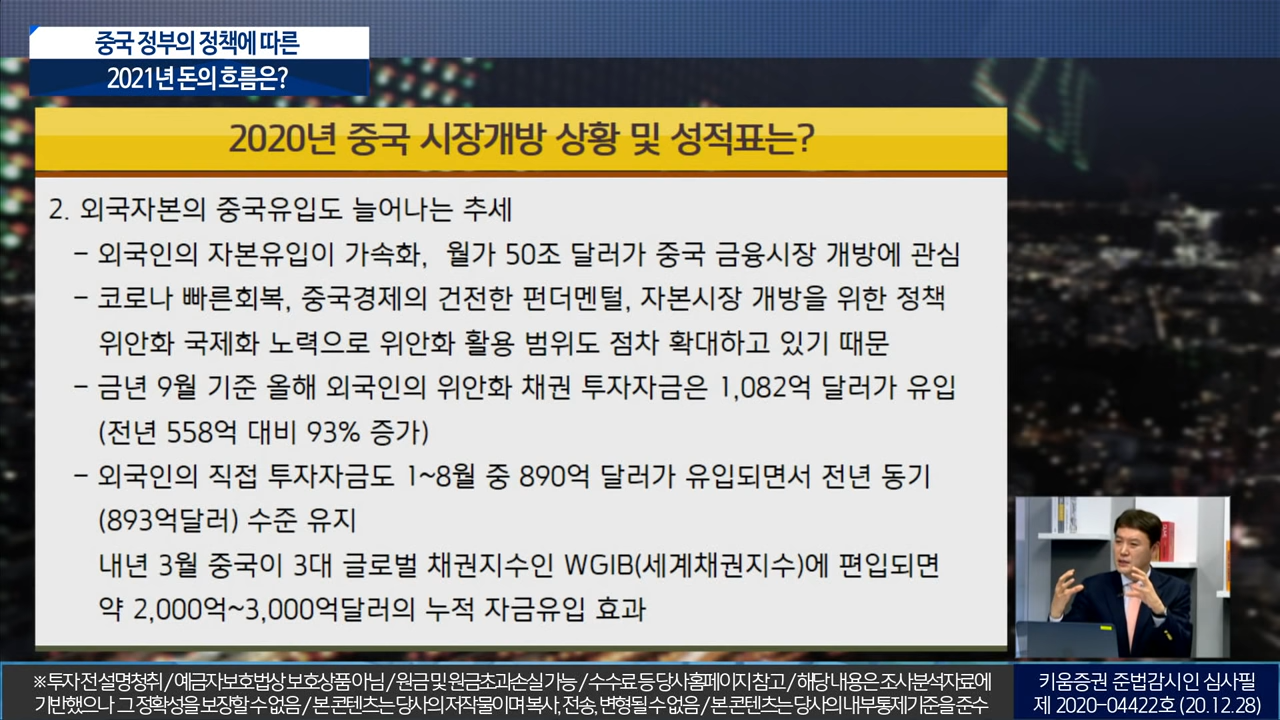 중국 정부의 정책에 따른
2021년 돈의 흐름은?
2020년 중국 시장개방 상황 및 성적표는?
2. 외국자본의 중국유입도 늘어나는 추세
- 외국인의 자본유입이 가속화, 월가 50조 달러가 중국 금융시장 개방에 관심
- 코로나 빠른회복, 중국경제의 건전한 펀더멘털, 자본시장 개방을 위한 정책
위안화 국제화 노력으로 위안화 활용 범위도 점차 확대하고 있기 때문
- 금년 9월 기준 올해 외국인의 위안화 채권 투자자금은 1,082억 달러가 유입
(전년 558억 대비 93% 증가)
- 외국인의 직접 투자자금도 1~8월 중 890억 달러가 유입되면서 전년 동기
(893억달러) 수준 유지
내년 3월 중국이 3대 글로벌 채권지수인 WGIB(세계채권지수)에 편입되면
약 2,000억~3,000억달러의 누적 자금유입 효과
※ 투자 전 설명청취 / 예금자보호법상 보호상품 아님 / 원금 및 원금초과손실 가능 / 수수료 등 당사홈페이지 참고 / 해당 내용은 조사분석자료에
기반했으나 그 정확성을 보장할 수 없음 / 본 콘텐츠는 당사의 저작물이며 복사, 전송, 변형될 수 없음 / 본 콘텐츠는 당사의 내부통제기준을 준수
키움증권 준법감시인 심사필
제 2020-04422호 (20.12.28)